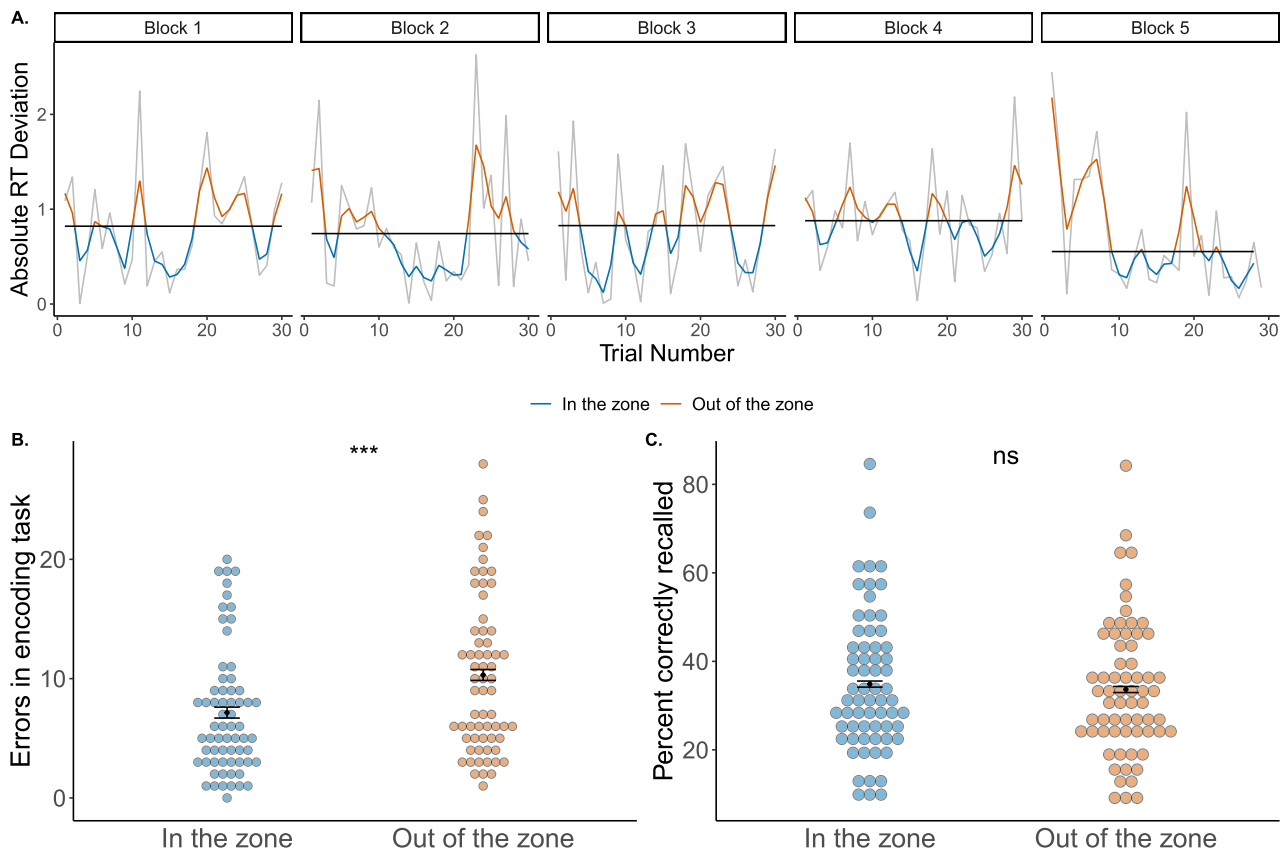 A.
Block 1 Block 2 Block 3 Block 4 Block 5
Absolute RT Deviation
2
1
0
0 10 20 30 0 10 20 30 0 10 20 30 0 10 20 30 0 10 20 30
Trial Number
In the zone Out of the zone
B.
***
Errors in encoding task
20
10
0
In the zone Out of the zone
C.
ns
Percent correctly recalled
80
60
40
20
In the zone Out of the zone